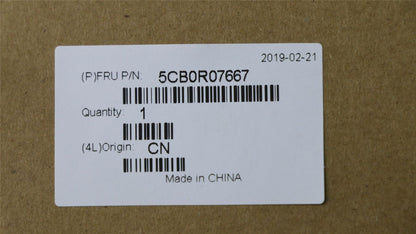 2019-02-21
(P)FRU P/N: 5CB0R07667
Quantity: 1
(4L)Origin: CN
Made in CHINA